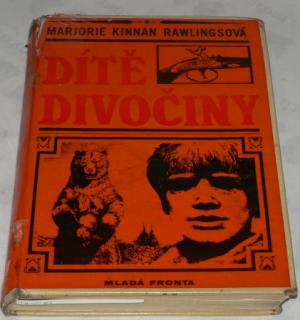 MARJORIE KINNAN RAWLINGSOVÁ
DÍTĚ
DIVOČINY
MLADÁ FRONTA